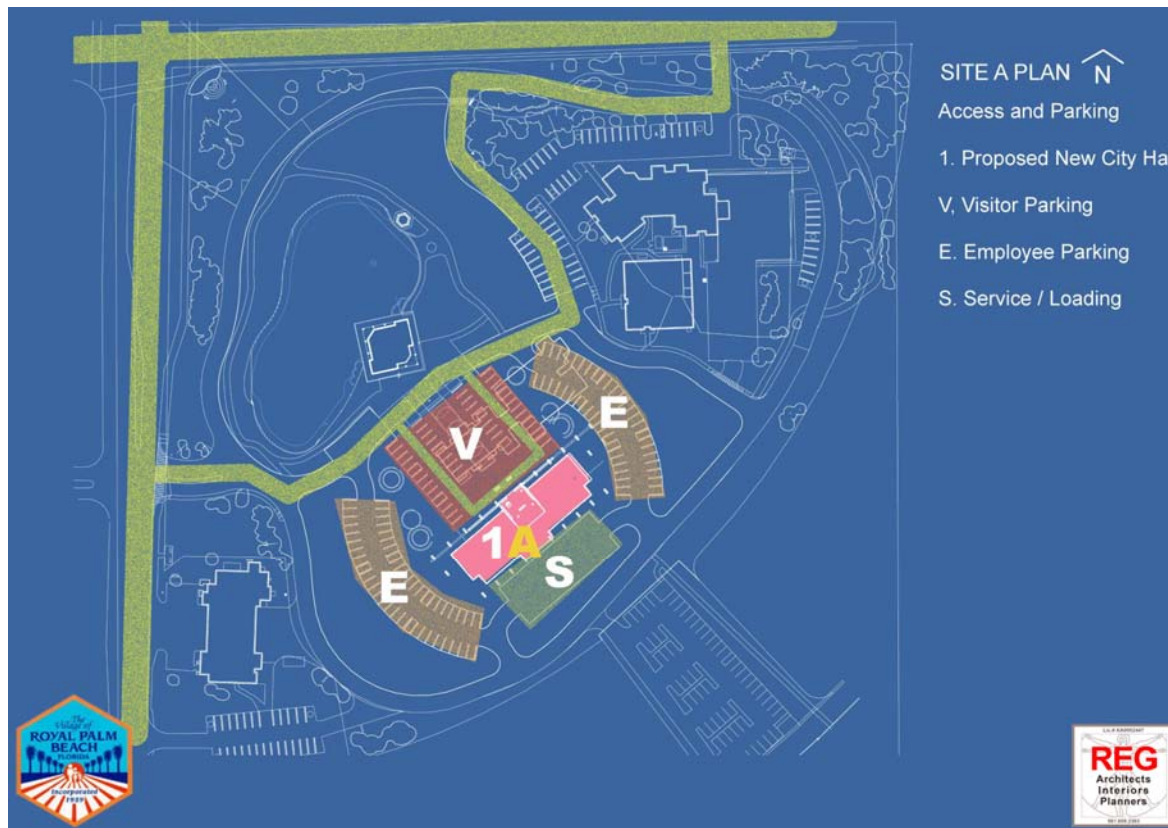 SITE A PLAN N
Access and Parking
1. Proposed New City Ha
V, Visitor Parking
E. Employee Parking
S. Service / Loading
E
V
1A
S
E
The
Village of
ROYAL PALM
BEACH
FLORIDA
Incorporated
1959
REG
Architects
Interiors
Planners